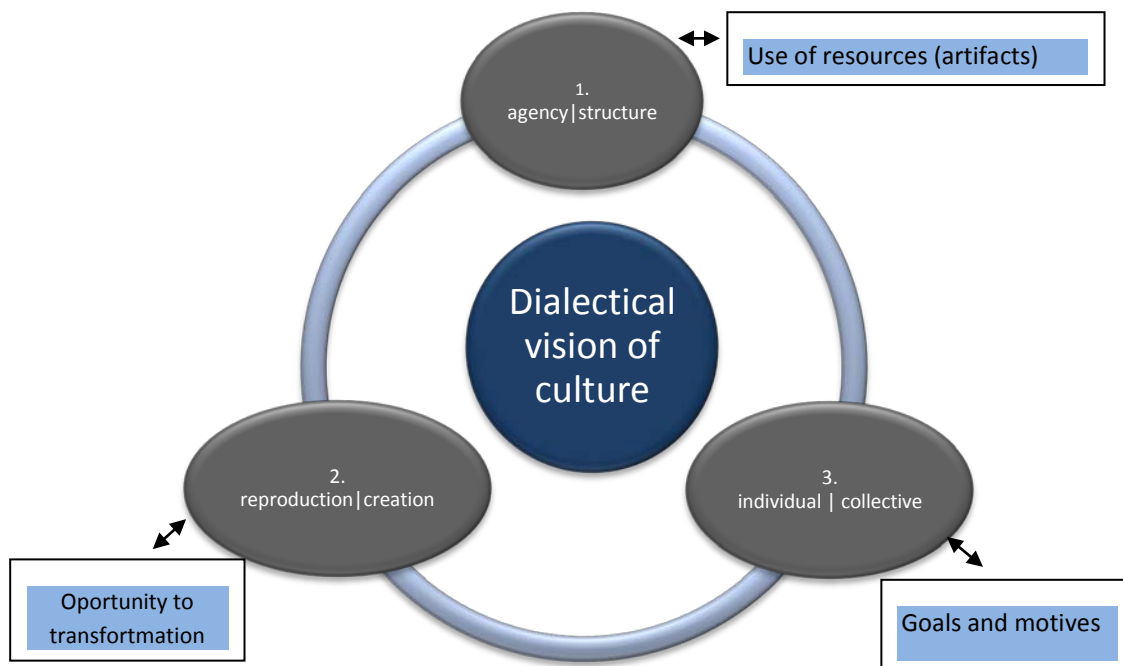 Use of resources (artifacts)
1.
agency|structure
Dialectical
vision of
culture
2.
reproduction|creation
3.
individual | collective
Oportunity to
transfortmation
Goals and motives